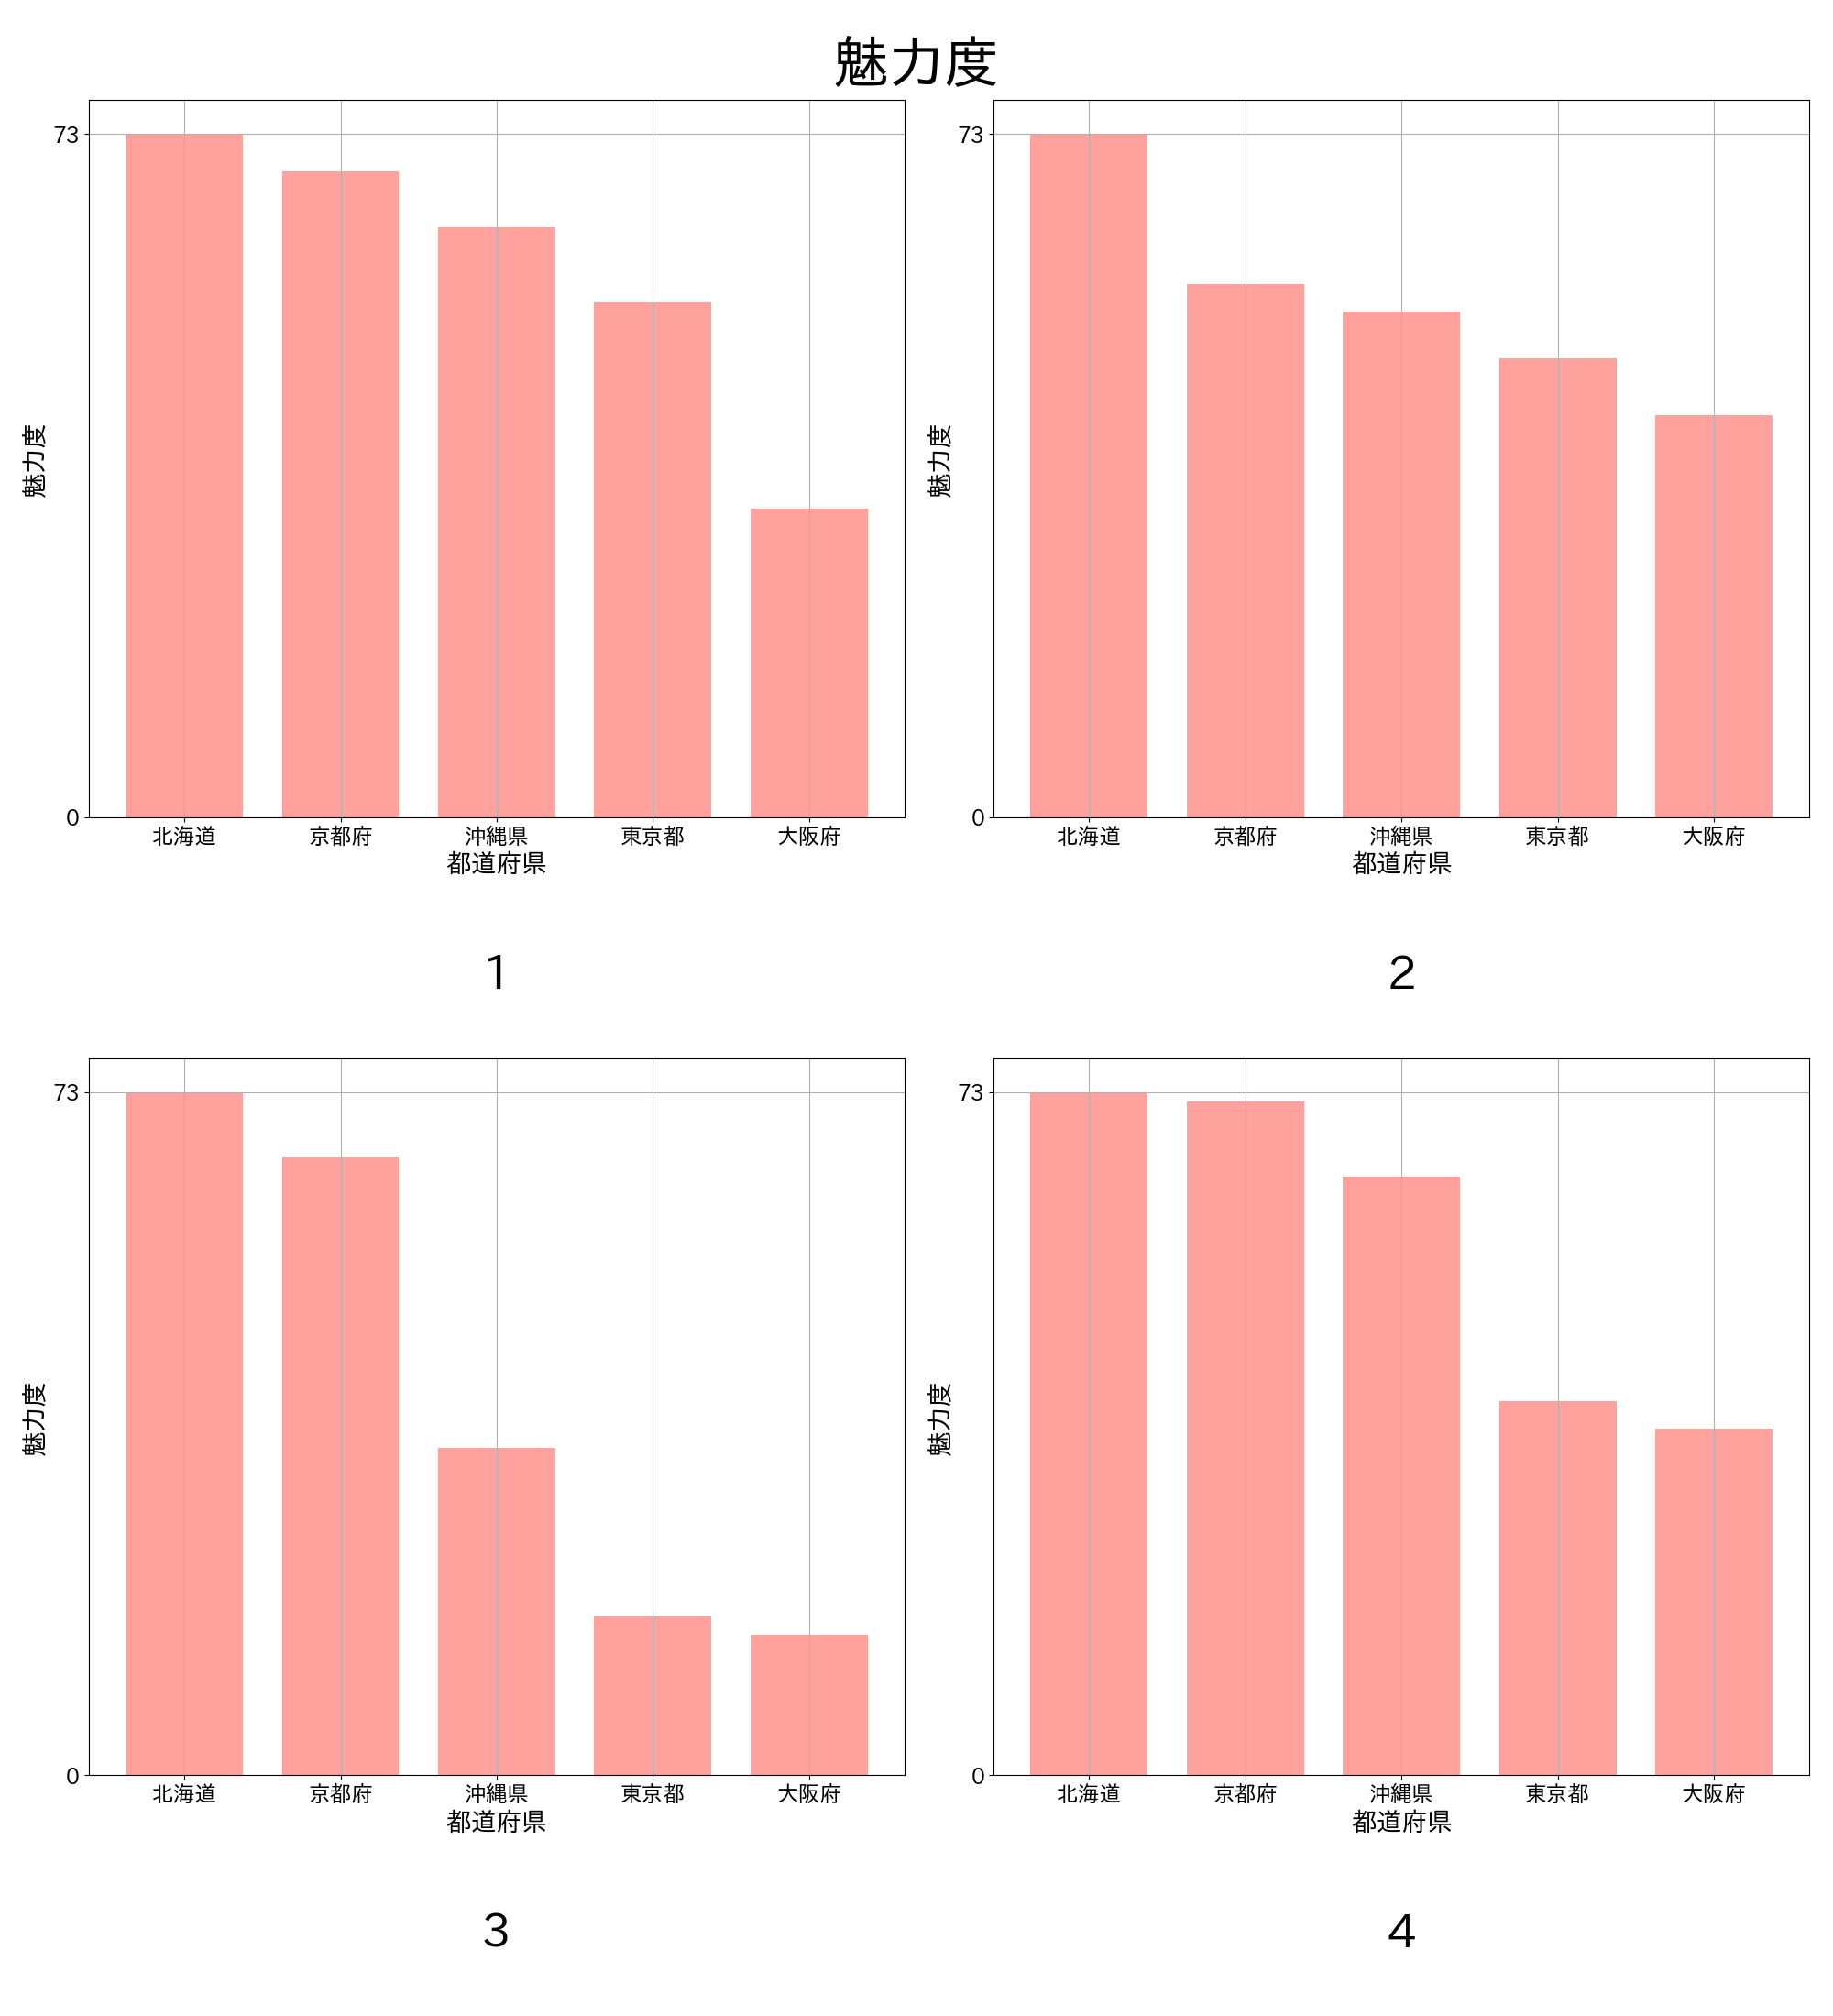 魅力度
73
0
魅力度
北海道 京都府 沖縄県 東京都 大阪府
都道府県
1
73
0
魅力度
北海道 京都府 沖縄県 東京都 大阪府
都道府県
2
73
0
魅力度
北海道 京都府 沖縄県 東京都 大阪府
都道府県
3
73
0
魅力度
北海道 京都府 沖縄県 東京都 大阪府
都道府県
4